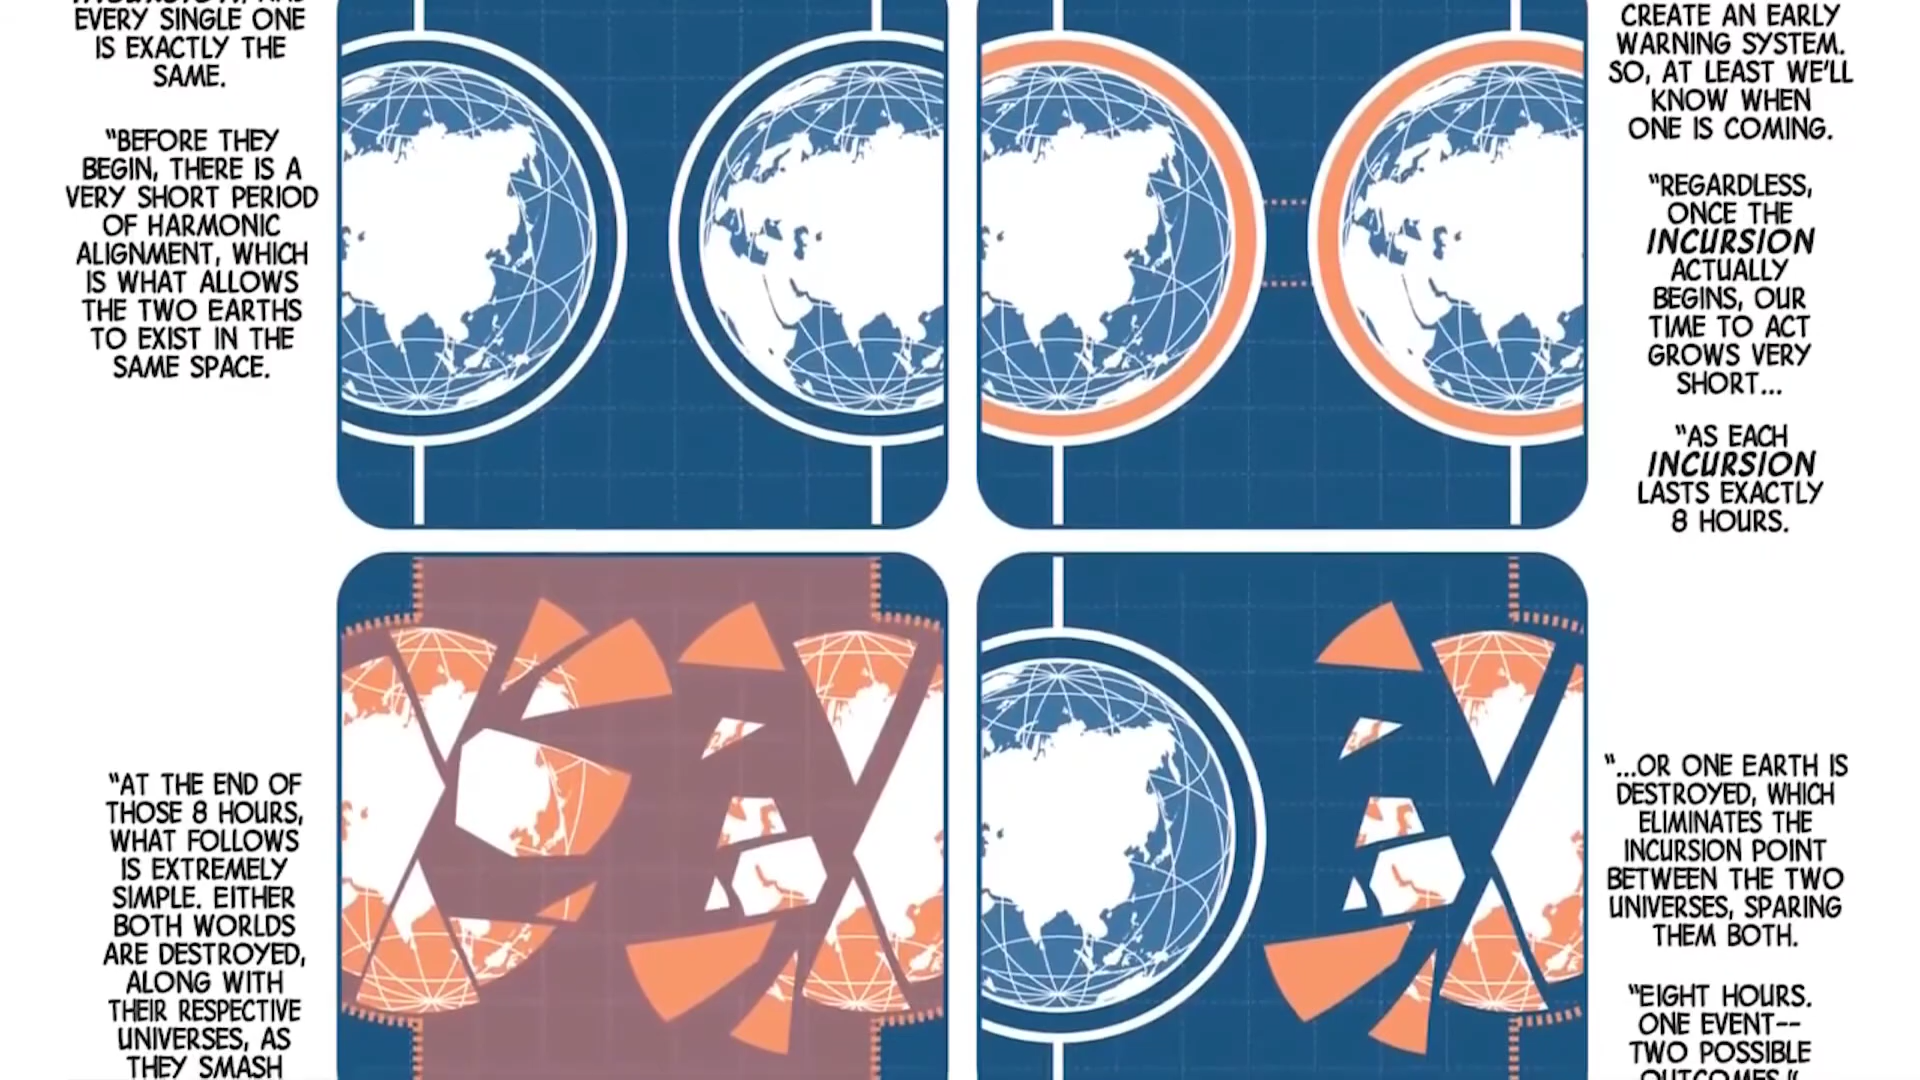 EVERY SINGLE ONE
IS EXACTLY THE
SAME.
"BEFORE THEY
BEGIN, THERE IS A
VERY SHORT PERIOD
OF HARMONIC
ALIGNMENT, WHICH
IS WHAT ALLOWS
THE TWO EARTHS
TO EXIST IN THE
SAME SPACE.
CREATE AN EARLY
WARNING SYSTEM.
SO, AT LEAST WE'LL
KNOW WHEN
ONE IS COMING.
"REGARDLESS,
ONCE THE
INCURSION
ACTUALLY
BEGINS, OUR
TIME TO ACT
GROWS VERY
SHORT...
"AS EACH
INCURSION
LASTS EXACTLY
8 HOURS.
"AT THE END OF
THOSE 8 HOURS,
WHAT FOLLOWS
IS EXTREMELY
SIMPLE. EITHER
BOTH WORLDS
ARE DESTROYED,
ALONG WITH
THEIR RESPECTIVE
UNIVERSES, AS
THEY SMASH
"...OR ONE EARTH IS
DESTROYED, WHICH
ELIMINATES THE
INCURSION POINT
BETWEEN THE TWO
UNIVERSES, SPARING
THEM BOTH.
"EIGHT HOURS.
ONE EVENT--
TWO POSSIBLE
OUTCOMES."